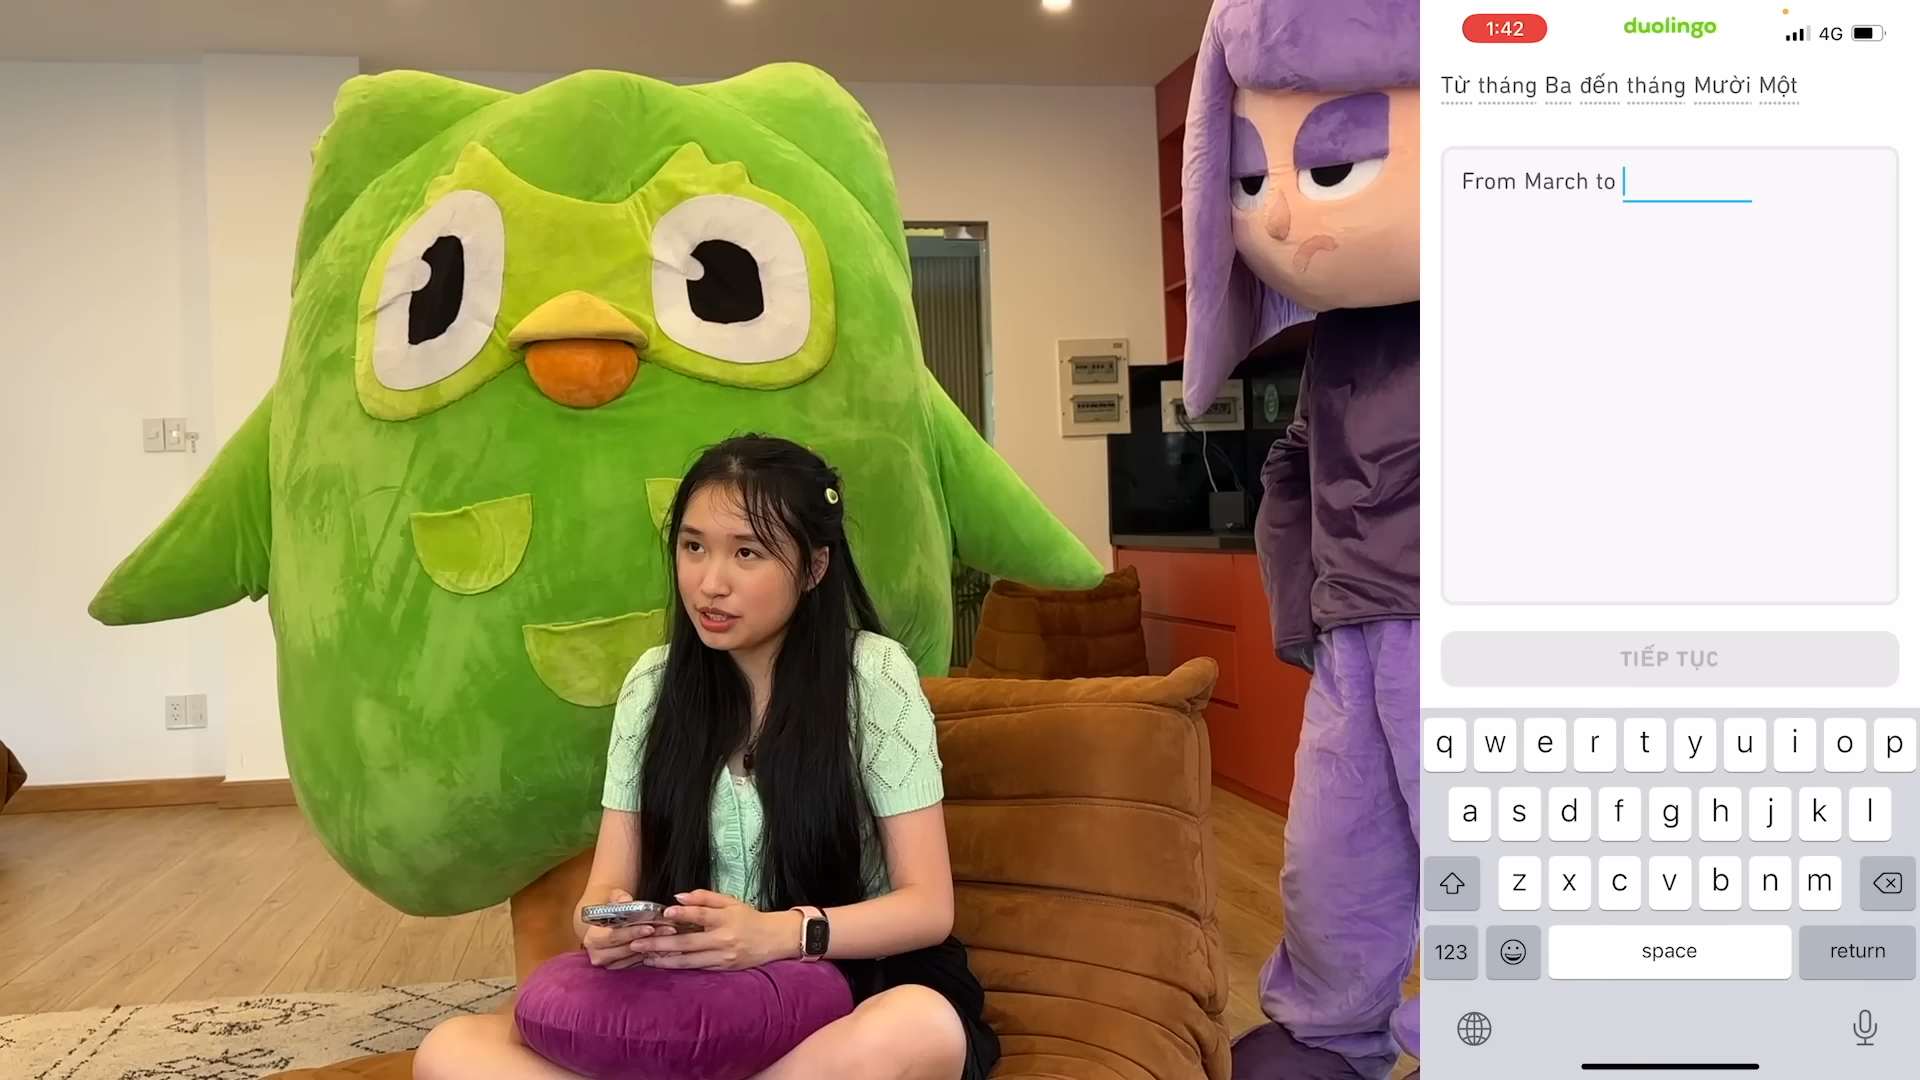 1:42
duolingo
4G
Từ tháng Ba đến tháng Mười Một
From March to
TIẾP TỤC
q w e r t y u i o p
a s d f g h j k l
z x c v b n m
123
space
return